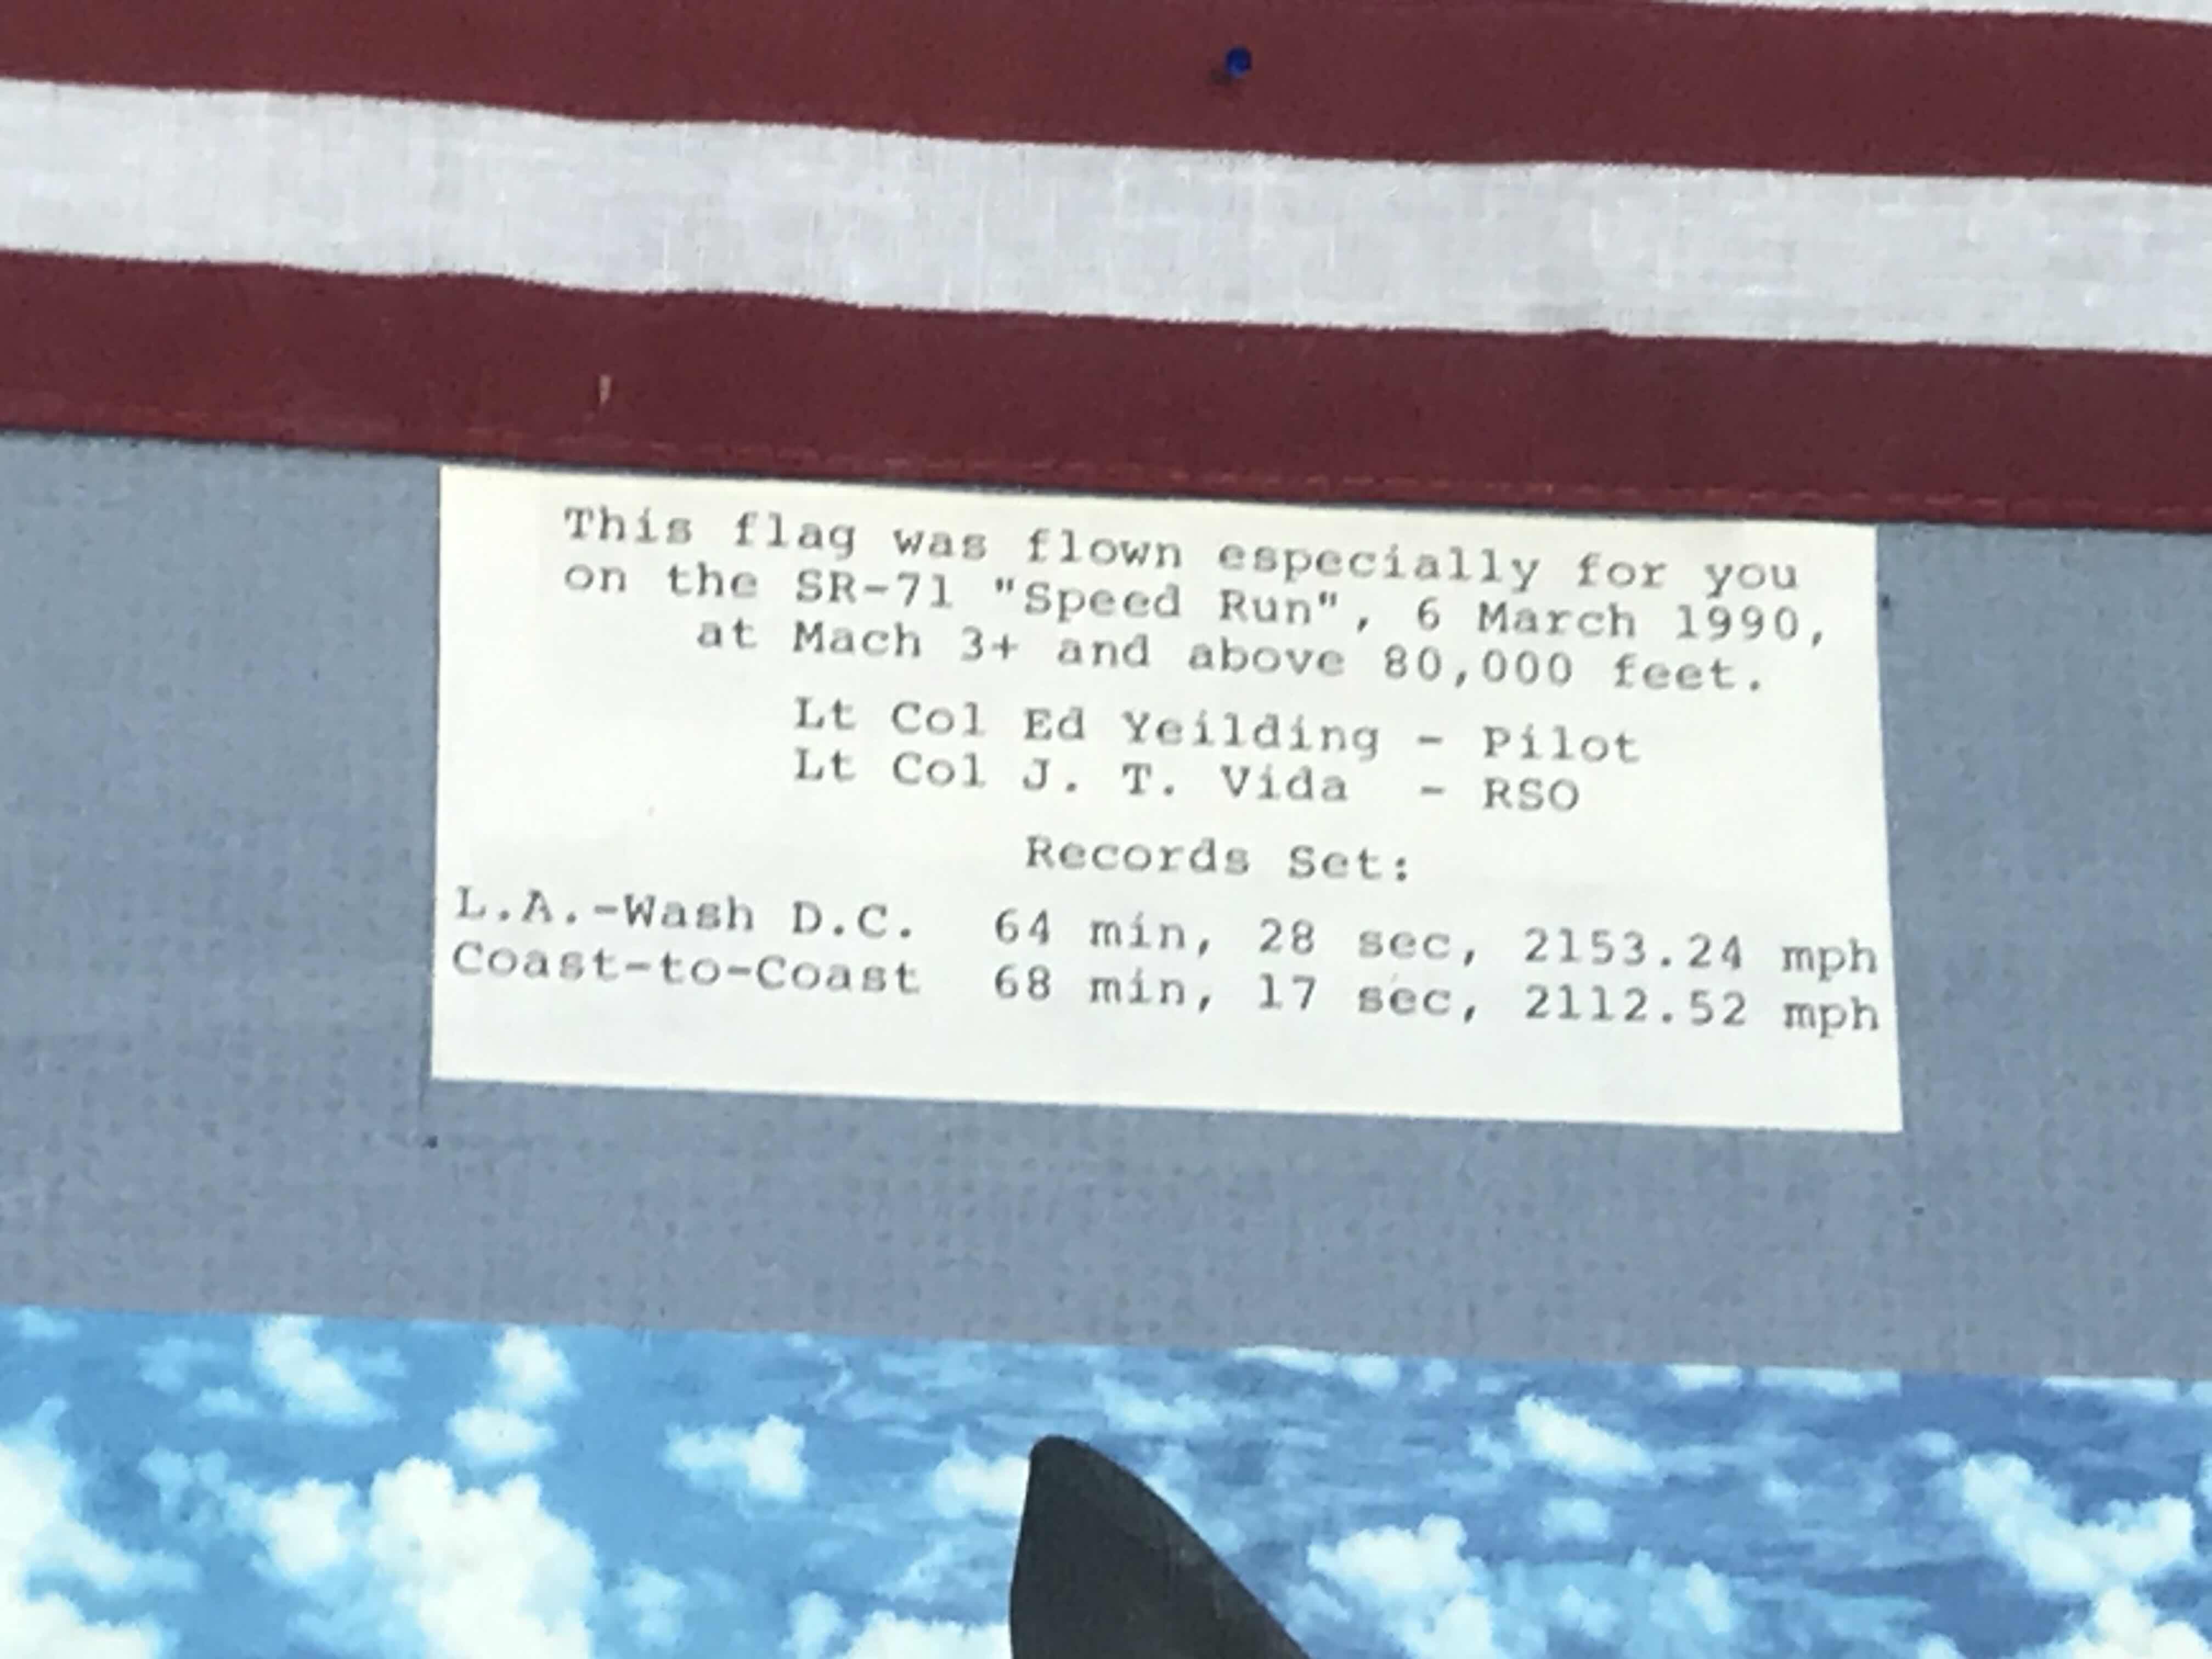 This flag was flown especially for you
on the SR-71 "Speed Run", 6 March 1990,
at Mach 3+ and above 80,000 feet.
Lt Col Ed Yeilding - Pilot
Lt Col J. T. Vida - RSO
Records Set:
L.A.-Wash D.C. 64 min, 28 sec, 2153.24 mph
Coast-to-Coast 68 min, 17 sec, 2112.52 mph